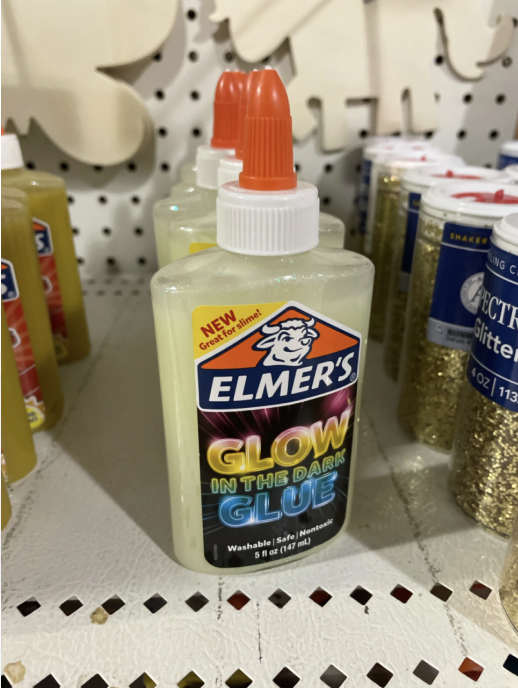 NEW
Great for slime!
ELMER'S
GLOW
IN THE DARK
GLUE
Washable | Safe | Nontoxic
5 fl oz (147 mL)
SHAKER
Glitter
4 OZ | 113